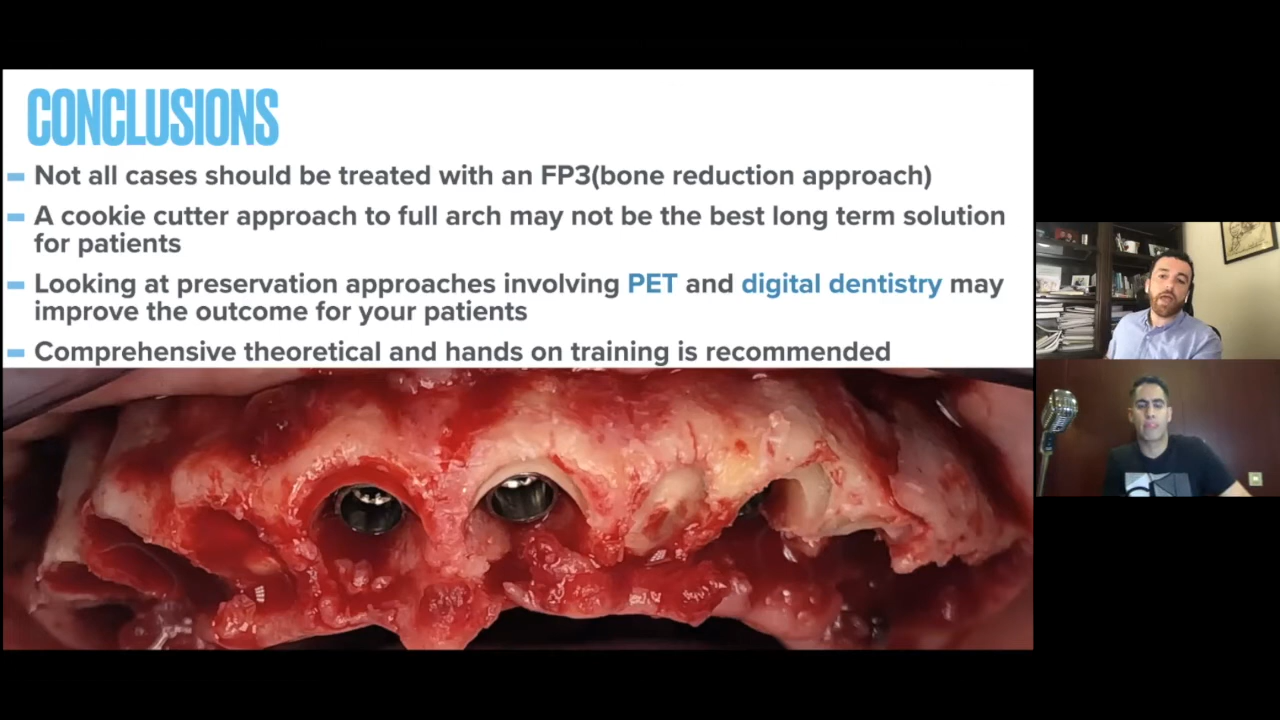 CONCLUSIONS
Not all cases should be treated with an FP3(bone reduction approach)
A cookie cutter approach to full arch may not be the best long term solution
for patients
Looking at preservation approaches involving PET and digital dentistry may
improve the outcome for your patients
Comprehensive theoretical and hands on training is recommended